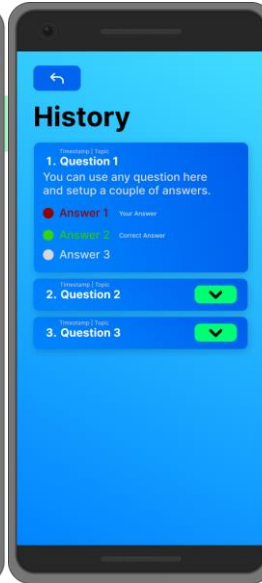 History
Timestamp | Topic
1. Question 1
You can use any question here
and setup a couple of answers.
Answer 1 Your Answer
Answer 2 Correct Answer
Answer 3
Timestamp | Topic
2. Question 2
Timestamp | Topic
3. Question 3